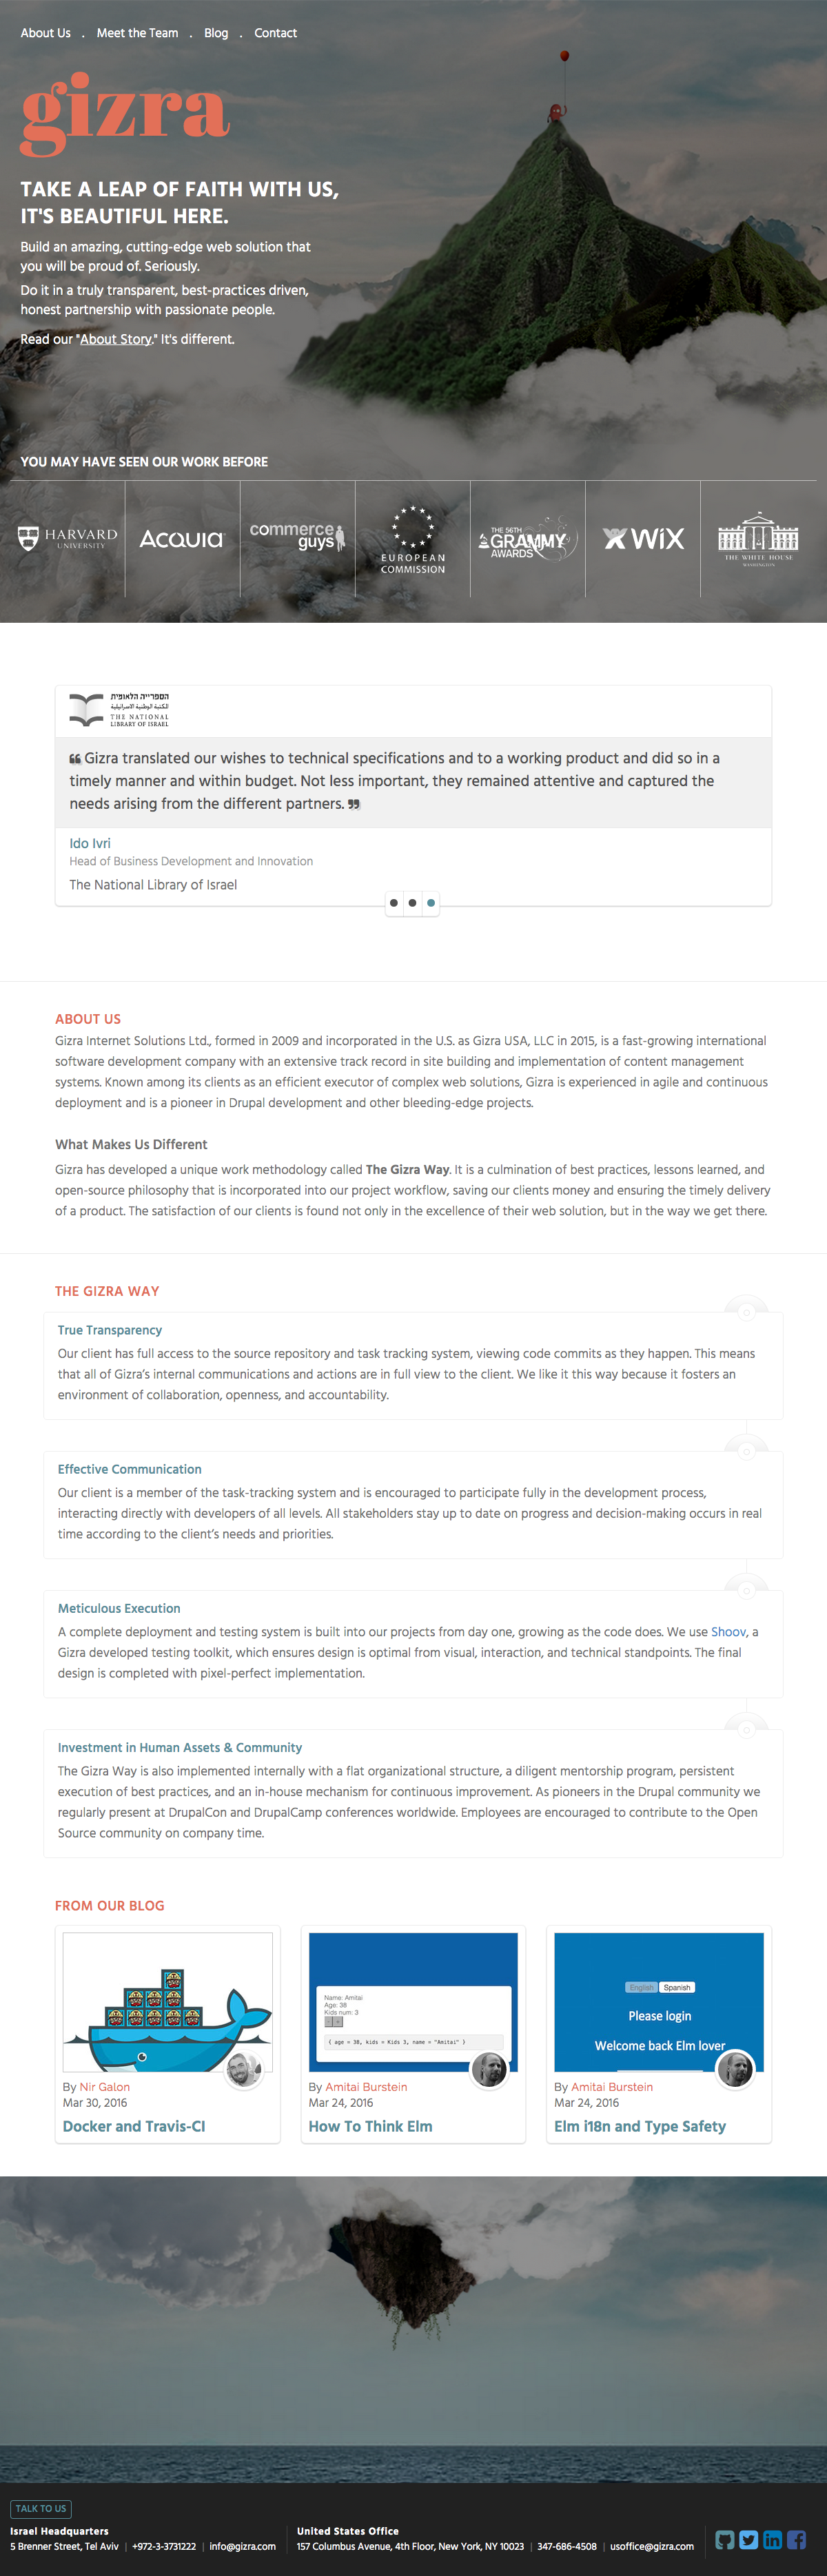 About Us . Meet the Team . Blog . Contact
gizra
TAKE A LEAP OF FAITH WITH US,
IT'S BEAUTIFUL HERE.
Build an amazing, cutting-edge web solution that
you will be proud of. Seriously.
Do it in a truly transparent, best-practices driven,
honest partnership with passionate people.
Read our "About Story." It's different.
YOU MAY HAVE SEEN OUR WORK BEFORE
HARVARD
UNIVERSITY
ACQUIA
commerce
guys
EUROPEAN
COMMISSION
THE 56TH
GRAMMY
AWARDS
WiX
THE WHITE HOUSE
WASHINGTON
הספרייה הלאומית
المكتبة الوطنية الاسرائيلية
THE NATIONAL
LIBRARY OF ISRAEL
❝ Gizra translated our wishes to technical specifications and to a working product and did so in a
timely manner and within budget. Not less important, they remained attentive and captured the
needs arising from the different partners. ❞
Ido Ivri
Head of Business Development and Innovation
The National Library of Israel
ABOUT US
Gizra Internet Solutions Ltd., formed in 2009 and incorporated in the U.S. as Gizra USA, LLC in 2015, is a fast-growing international
software development company with an extensive track record in site building and implementation of content management
systems. Known among its clients as an efficient executor of complex web solutions, Gizra is experienced in agile and continuous
deployment and is a pioneer in Drupal development and other bleeding-edge projects.
What Makes Us Different
Gizra has developed a unique work methodology called The Gizra Way. It is a culmination of best practices, lessons learned, and
open-source philosophy that is incorporated into our project workflow, saving our clients money and ensuring the timely delivery
of a product. The satisfaction of our clients is found not only in the excellence of their web solution, but in the way we get there.
THE GIZRA WAY
True Transparency
Our client has full access to the source repository and task tracking system, viewing code commits as they happen. This means
that all of Gizra’s internal communications and actions are in full view to the client. We like it this way because it fosters an
environment of collaboration, openness, and accountability.
Effective Communication
Our client is a member of the task-tracking system and is encouraged to participate fully in the development process,
interacting directly with developers of all levels. All stakeholders stay up to date on progress and decision-making occurs in real
time according to the client’s needs and priorities.
Meticulous Execution
A complete deployment and testing system is built into our projects from day one, growing as the code does. We use Shoov, a
Gizra developed testing toolkit, which ensures design is optimal from visual, interaction, and technical standpoints. The final
design is completed with pixel-perfect implementation.
Investment in Human Assets & Community
The Gizra Way is also implemented internally with a flat organizational structure, a diligent mentorship program, persistent
execution of best practices, and an in-house mechanism for continuous improvement. As pioneers in the Drupal community we
regularly present at DrupalCon and DrupalCamp conferences worldwide. Employees are encouraged to contribute to the Open
Source community on company time.
FROM OUR BLOG
By Nir Galon
Mar 30, 2016
Docker and Travis-CI
Name: Amitai
Age: 38
Kids num: 3
{ age = 38, kids = Kids 3, name = "Amitai" }
By Amitai Burstein
Mar 24, 2016
How To Think Elm
English Spanish
Please login
Welcome back Elm lover
By Amitai Burstein
Mar 24, 2016
Elm i18n and Type Safety
TALK TO US
Israel Headquarters
5 Brenner Street, Tel Aviv | +972-3-3731222 | info@gizra.com
United States Office
157 Columbus Avenue, 4th Floor, New York, NY 10023 | 347-686-4508 | usoffice@gizra.com